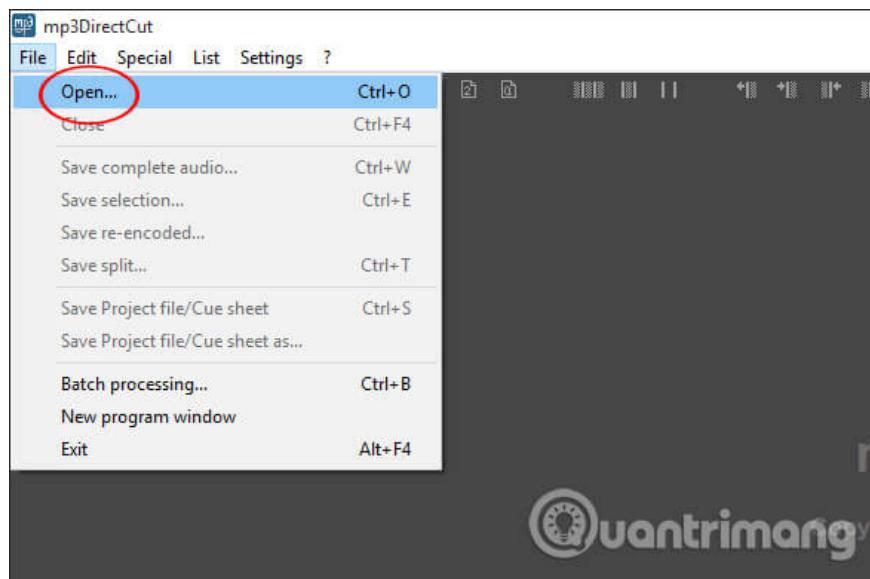 mp3DirectCut
File Edit Special List Settings ?
Open... Ctrl+O
Close Ctrl+F4
Save complete audio... Ctrl+W
Save selection... Ctrl+E
Save re-encoded...
Save split... Ctrl+T
Save Project file/Cue sheet Ctrl+S
Save Project file/Cue sheet as...
Batch processing... Ctrl+B
New program window
Exit Alt+F4
Quantrimang